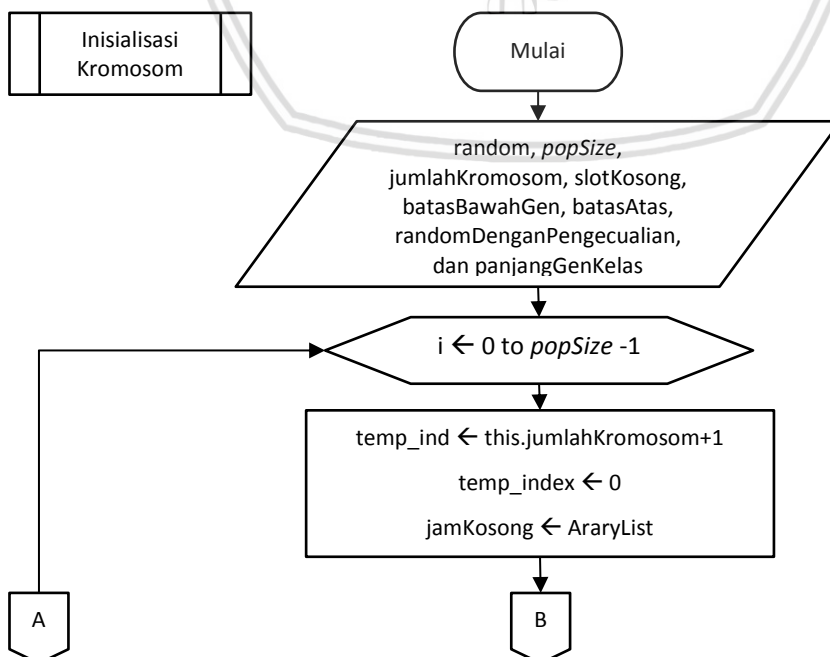 Inisialisasi
Kromosom
Mulai
random, popSize,
jumlahKromosom, slotKosong,
batasBawahGen, batasAtas,
randomDenganPengecualian,
dan panjangGenKelas
i ← 0 to popSize -1
temp_ind ← this.jumlahKromosom+1
temp_index ← 0
jamKosong ← AraryList
A
B